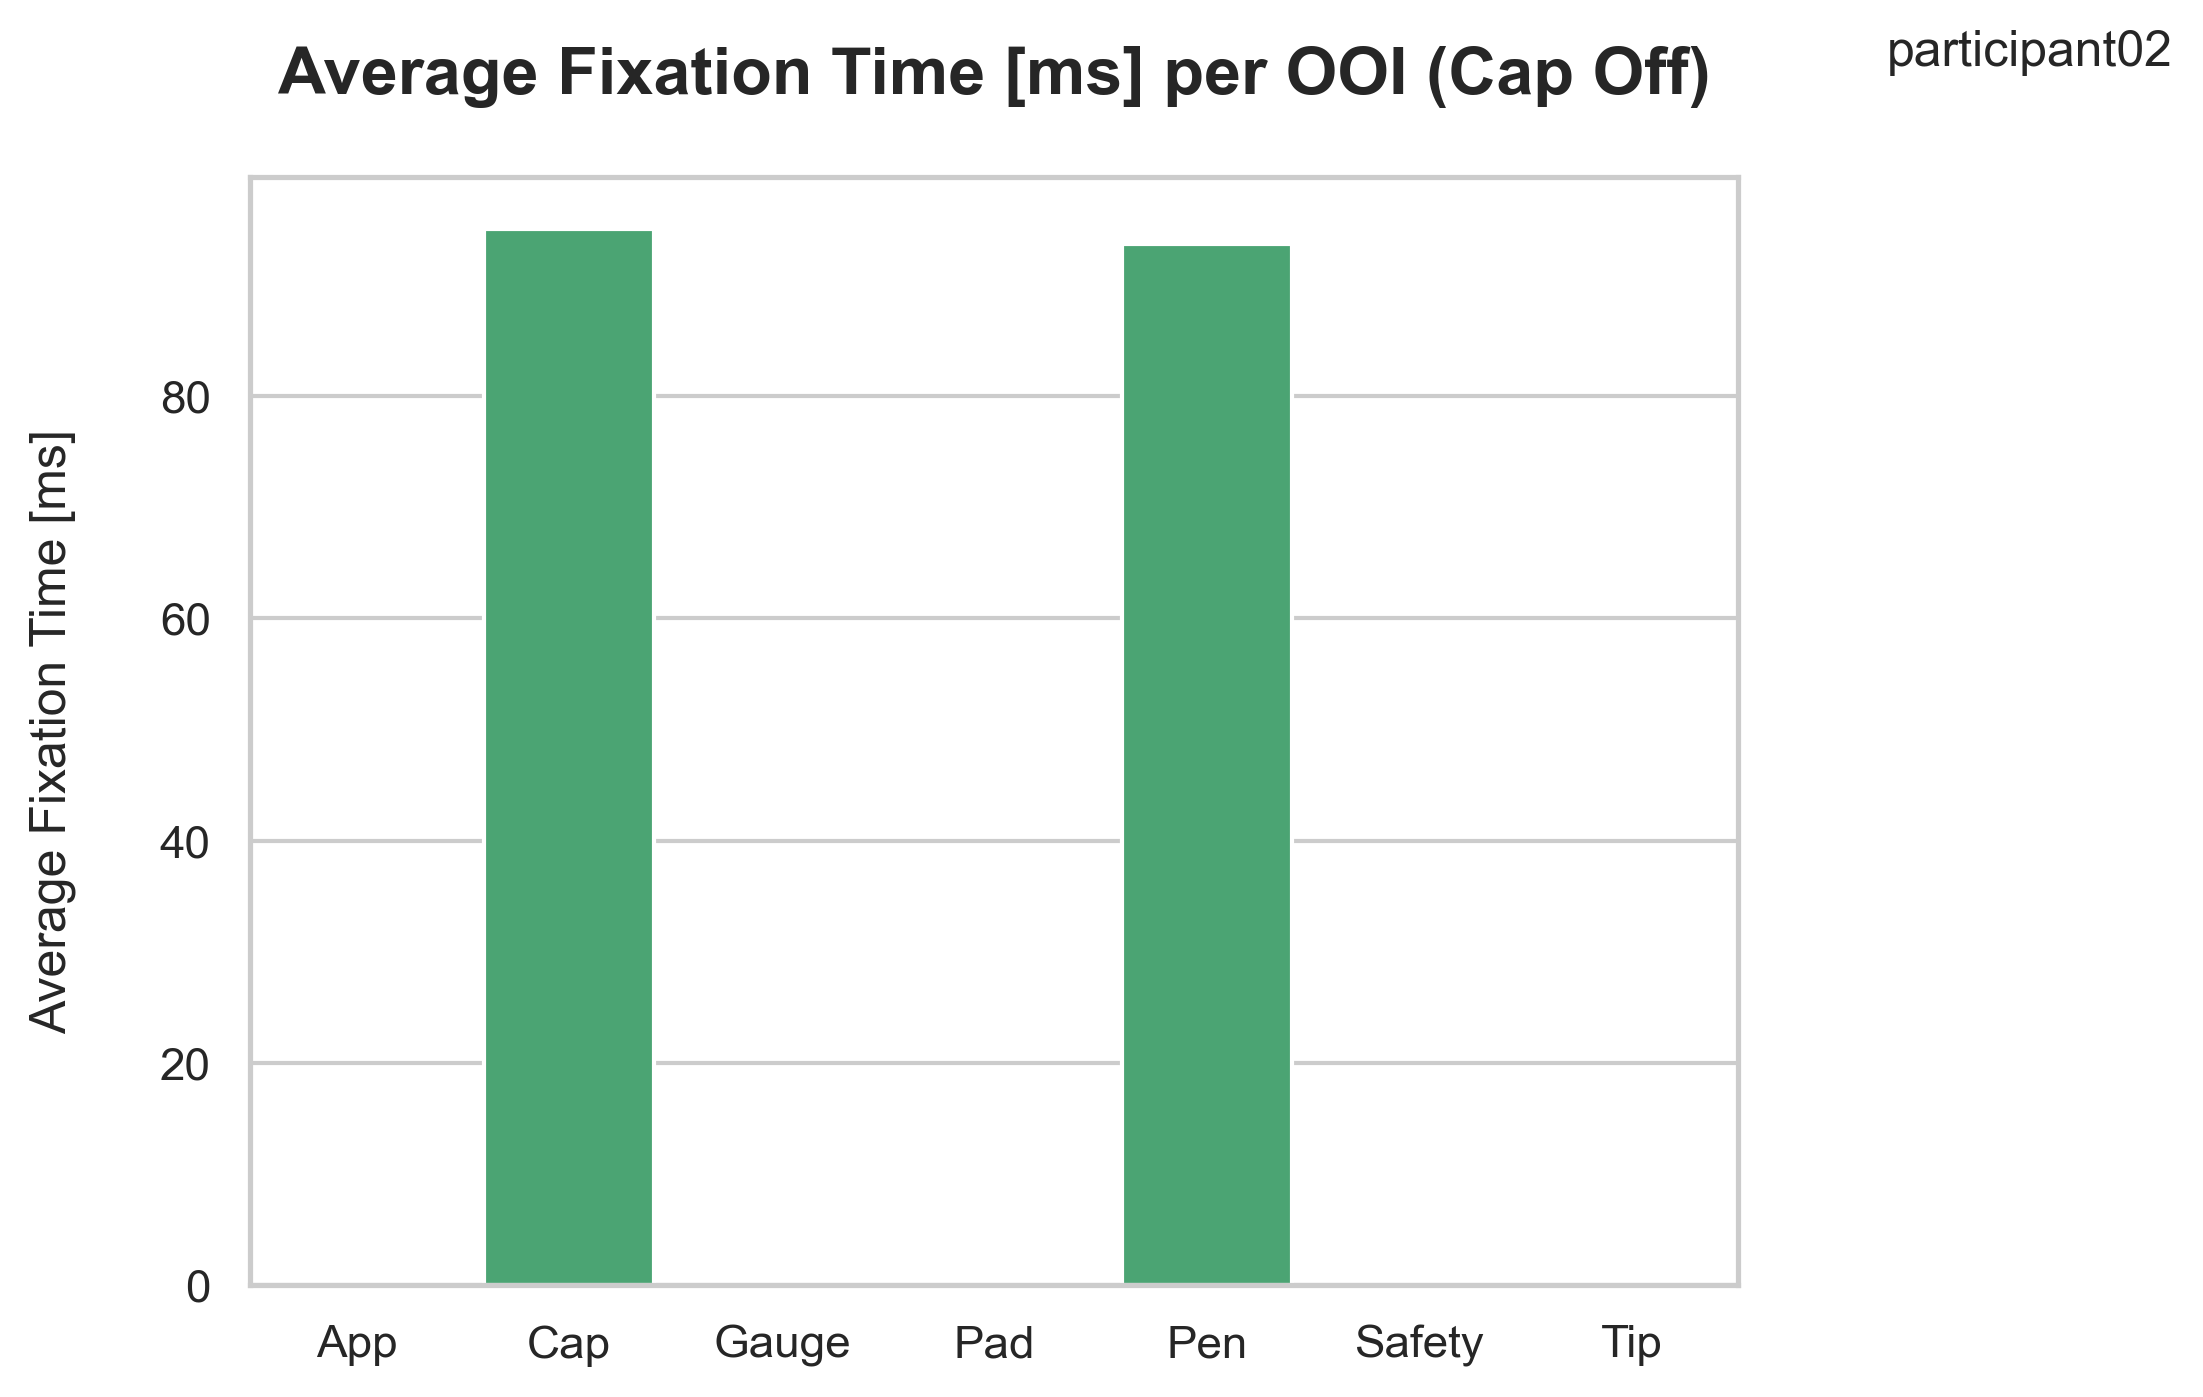 Average Fixation Time [ms] per OOI (Cap Off)
participant02
Average Fixation Time [ms]
80
60
40
20
0
App Cap Gauge Pad Pen Safety Tip